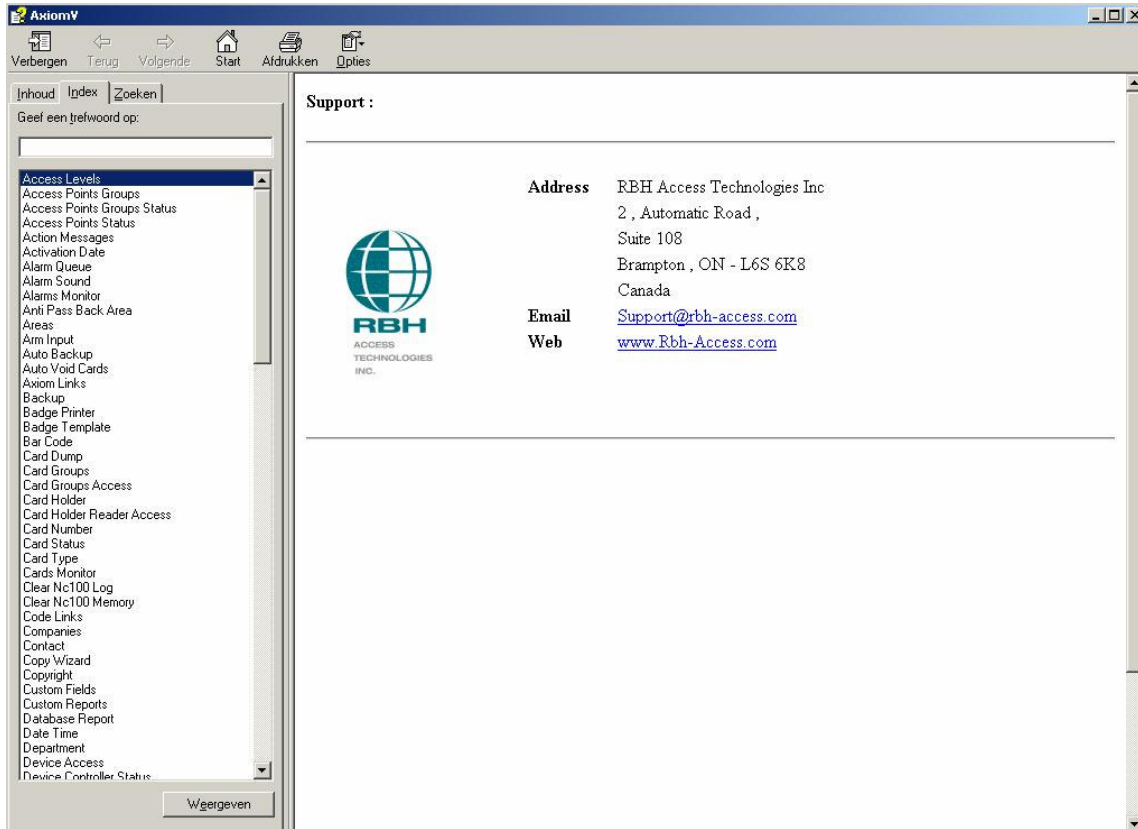 AxiomV
Verbergen Terug Volgende Start Afdrukken Opties
Inhoud Index Zoeken
Geef een trefwoord op:
Access Levels
Access Points Groups
Access Points Groups Status
Access Points Status
Action Messages
Activation Date
Alarm Queue
Alarm Sound
Alarms Monitor
Anti Pass Back Area
Areas
Arm Input
Auto Backup
Auto Void Cards
Axiom Links
Backup
Badge Printer
Badge Template
Bar Code
Card Dump
Card Groups
Card Groups Access
Card Holder
Card Holder Reader Access
Card Number
Card Status
Card Type
Cards Monitor
Clear Nc100 Log
Clear Nc100 Memory
Code Links
Companies
Contact
Copy Wizard
Copyright
Custom Fields
Custom Reports
Database Report
Date Time
Department
Device Access
Device Controller Status
Weergeven
Support :
RBH
ACCESS
TECHNOLOGIES
INC.
Address RBH Access Technologies Inc
2 , Automatic Road ,
Suite 108
Brampton , ON - L6S 6K8
Canada
Email Support@rbh-access.com
Web www.Rbh-Access.com